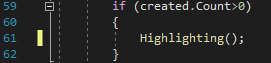 59 if (created.Count>0)
60 {
61 Highlighting();
62 }